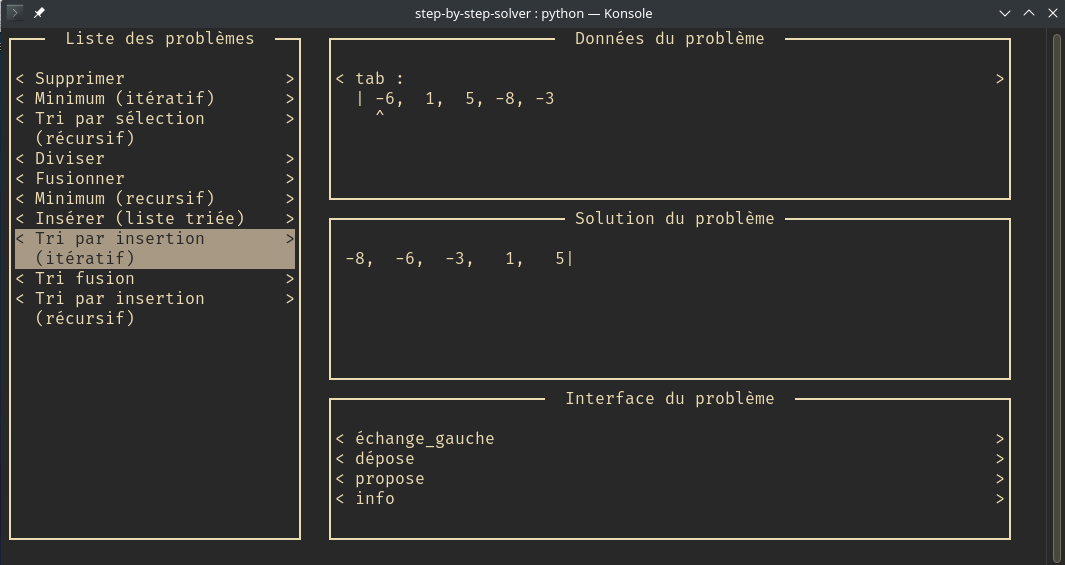 step-by-step-solver : python — Konsole
Liste des problèmes
< Supprimer >
< Minimum (itératif) >
< Tri par sélection >
(récursif)
< Diviser >
< Fusionner >
< Minimum (recursif) >
< Insérer (liste triée) >
< Tri par insertion >
(itératif)
< Tri fusion >
< Tri par insertion >
(récursif)
Données du problème
< tab : >
| -6, 1, 5, -8, -3
^
Solution du problème
-8, -6, -3, 1, 5|
Interface du problème
< échange_gauche >
< dépose >
< propose >
< info >